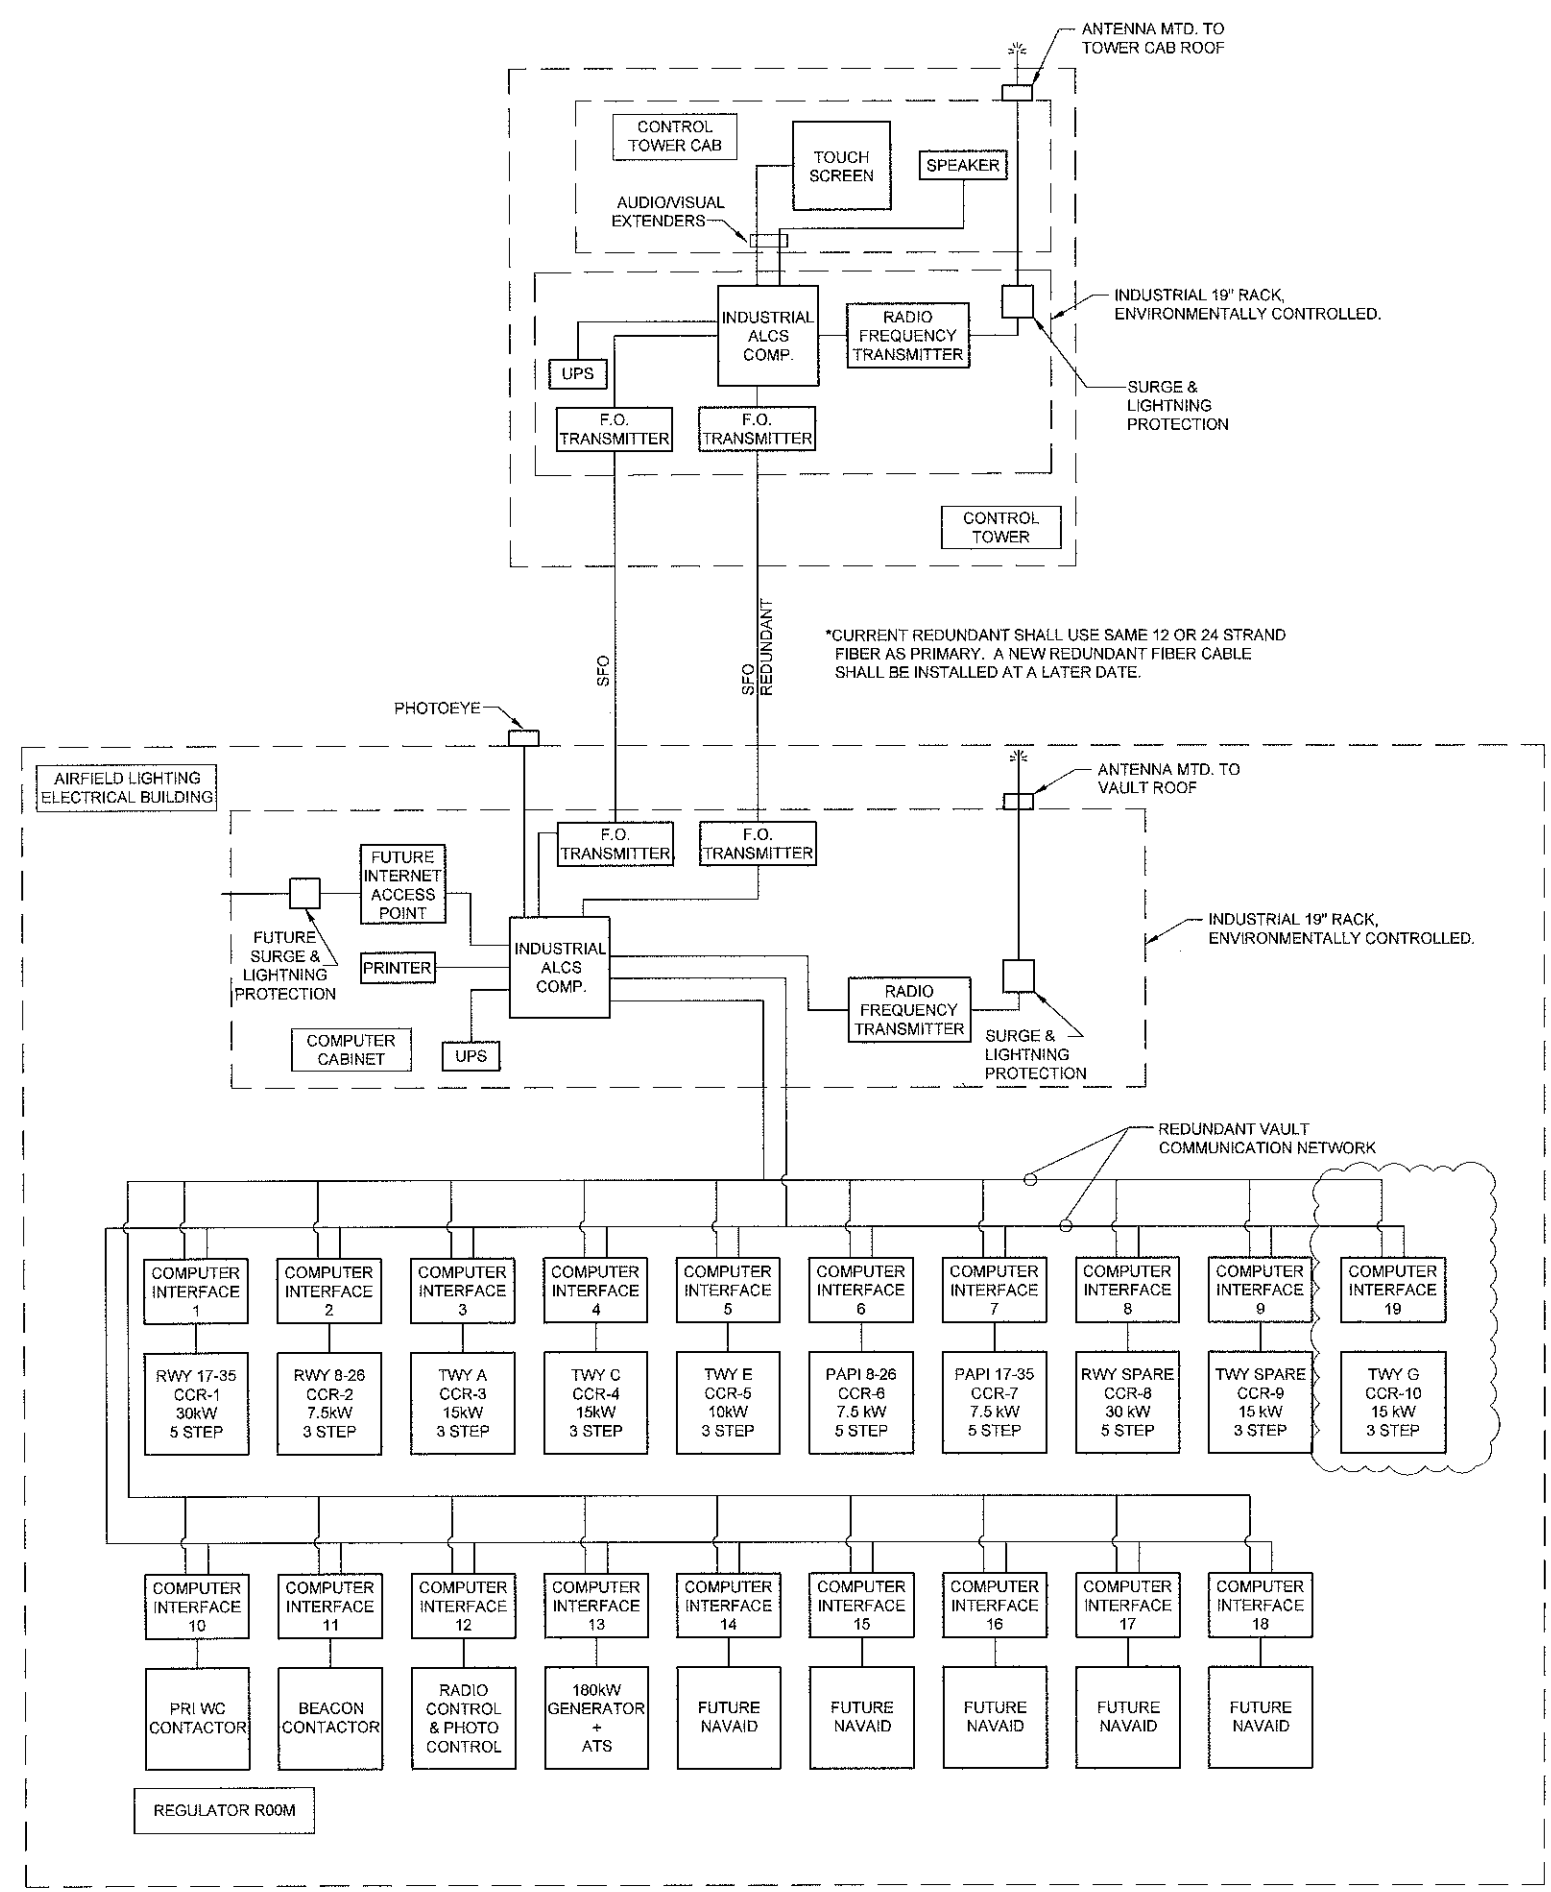 ANTENNA MTD. TO
TOWER CAB ROOF
CONTROL
TOWER CAB
TOUCH
SCREEN
SPEAKER
AUDIO/VISUAL
EXTENDERS
INDUSTRIAL 19" RACK,
ENVIRONMENTALLY CONTROLLED.
INDUSTRIAL
ALCS
COMP.
RADIO
FREQUENCY
TRANSMITTER
UPS
SURGE &
LIGHTNING
PROTECTION
F.O.
TRANSMITTER
F.O.
TRANSMITTER
CONTROL
TOWER
SFO
SFO
REDUNDANT
*CURRENT REDUNDANT SHALL USE SAME 12 OR 24 STRAND
FIBER AS PRIMARY. A NEW REDUNDANT FIBER CABLE
SHALL BE INSTALLED AT A LATER DATE.
PHOTOEYE
AIRFIELD LIGHTING
ELECTRICAL BUILDING
ANTENNA MTD. TO
VAULT ROOF
F.O.
TRANSMITTER
F.O.
TRANSMITTER
FUTURE
INTERNET
ACCESS
POINT
FUTURE
SURGE &
LIGHTNING
PROTECTION
PRINTER
INDUSTRIAL
ALCS
COMP.
INDUSTRIAL 19" RACK,
ENVIRONMENTALLY CONTROLLED.
RADIO
FREQUENCY
TRANSMITTER
SURGE &
LIGHTNING
PROTECTION
COMPUTER
CABINET
UPS
REDUNDANT VAULT
COMMUNICATION NETWORK
COMPUTER
INTERFACE
1
COMPUTER
INTERFACE
2
COMPUTER
INTERFACE
3
COMPUTER
INTERFACE
4
COMPUTER
INTERFACE
5
COMPUTER
INTERFACE
6
COMPUTER
INTERFACE
7
COMPUTER
INTERFACE
8
COMPUTER
INTERFACE
9
COMPUTER
INTERFACE
19
RWY 17-35
CCR-1
30kW
5 STEP
RWY 8-26
CCR-2
7.5kW
3 STEP
TWY A
CCR-3
15kW
3 STEP
TWY C
CCR-4
15kW
3 STEP
TWY E
CCR-5
10kW
3 STEP
PAPI 8-26
CCR-6
7.5 kW
5 STEP
PAPI 17-35
CCR-7
7.5 kW
5 STEP
RWY SPARE
CCR-8
30 kW
5 STEP
TWY SPARE
CCR-9
15 kW
3 STEP
TWY G
CCR-10
15 kW
3 STEP
COMPUTER
INTERFACE
10
COMPUTER
INTERFACE
11
COMPUTER
INTERFACE
12
COMPUTER
INTERFACE
13
COMPUTER
INTERFACE
14
COMPUTER
INTERFACE
15
COMPUTER
INTERFACE
16
COMPUTER
INTERFACE
17
COMPUTER
INTERFACE
18
PRI WC
CONTACTOR
BEACON
CONTACTOR
RADIO
CONTROL
& PHOTO
CONTROL
180kW
GENERATOR
+
ATS
FUTURE
NAVAID
FUTURE
NAVAID
FUTURE
NAVAID
FUTURE
NAVAID
FUTURE
NAVAID
REGULATOR R00M